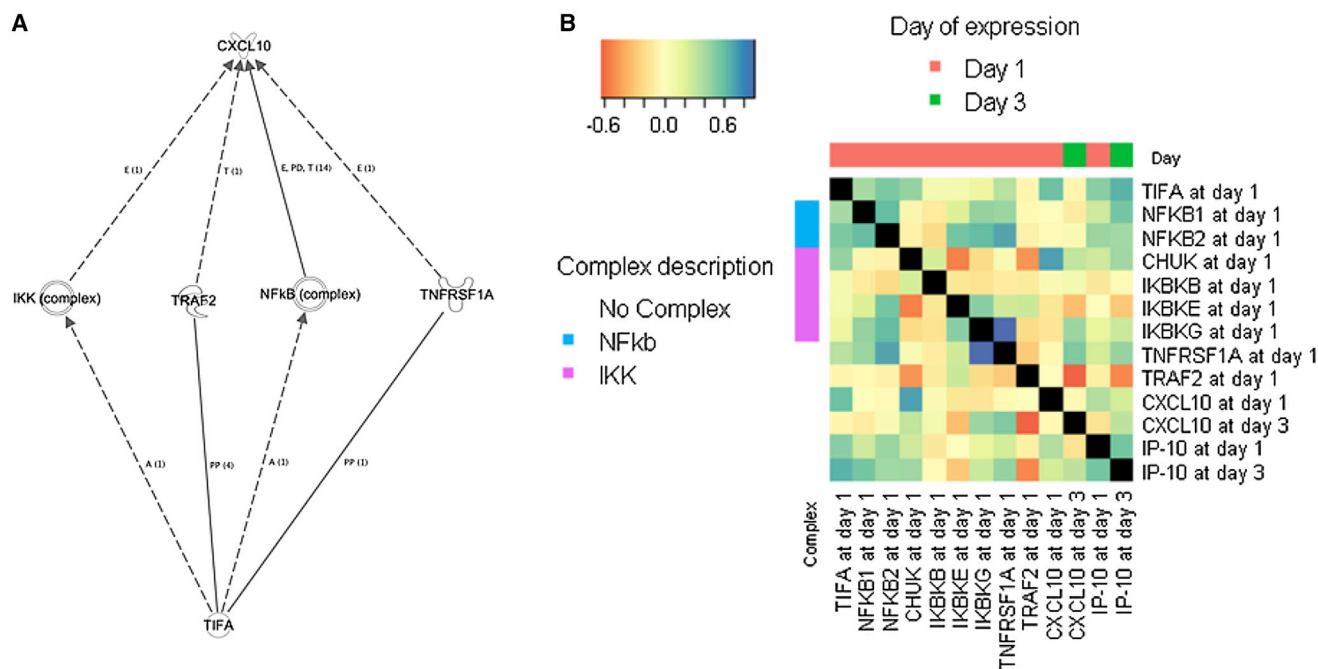 A
CXCL10
E (1)
T (1)
E, PD, T (14)
E (1)
IKK (complex)
TRAF2
NFkB (complex)
TNFRSF1A
A (1)
PP (4)
A (1)
PP (1)
TIFA
B
-0.6
0.0
0.6
Day of expression
Day 1
Day 3
Complex description
No Complex
NFkb
IKK
Day
TIFA at day 1
NFKB1 at day 1
NFKB2 at day 1
CHUK at day 1
IKBKB at day 1
IKBKE at day 1
IKBKG at day 1
TNFRSF1A at day 1
TRAF2 at day 1
CXCL10 at day 1
CXCL10 at day 3
IP-10 at day 1
IP-10 at day 3
Complex
TIFA at day 1
NFKB1 at day 1
NFKB2 at day 1
CHUK at day 1
IKBKB at day 1
IKBKE at day 1
IKBKG at day 1
TNFRSF1A at day 1
TRAF2 at day 1
CXCL10 at day 1
CXCL10 at day 3
IP-10 at day 1
IP-10 at day 3